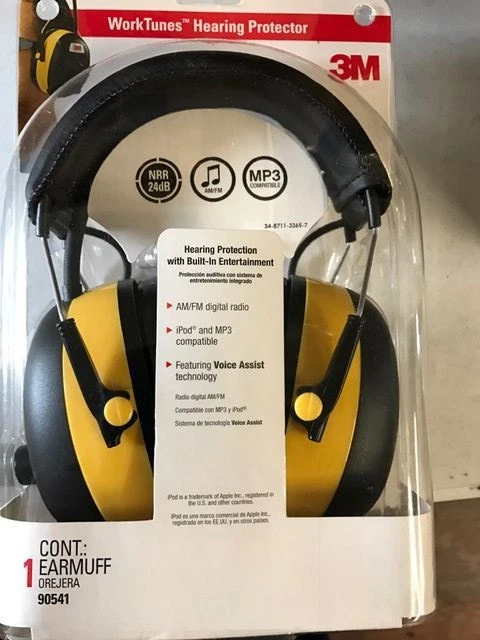 WorkTunes™ Hearing Protector
3M
NRR
24dB
AM/FM
MP3
COMPATIBLE
34-8711-3365-7
Hearing Protection
with Built-In Entertainment
Protección auditiva con sistema de
entretenimiento integrado
AM/FM digital radio
iPod® and MP3
compatible
Featuring Voice Assist
technology
Radio digital AM/FM
Compatible con MP3 y iPod®
Sistema de tecnología Voice Assist
iPod is a trademark of Apple Inc., registered in
the U.S. and other countries.
iPod es una marca comercial de Apple Inc.,
registrada en los EE.UU. y en otros países.
CONT.:
1 EARMUFF
OREJERA
90541